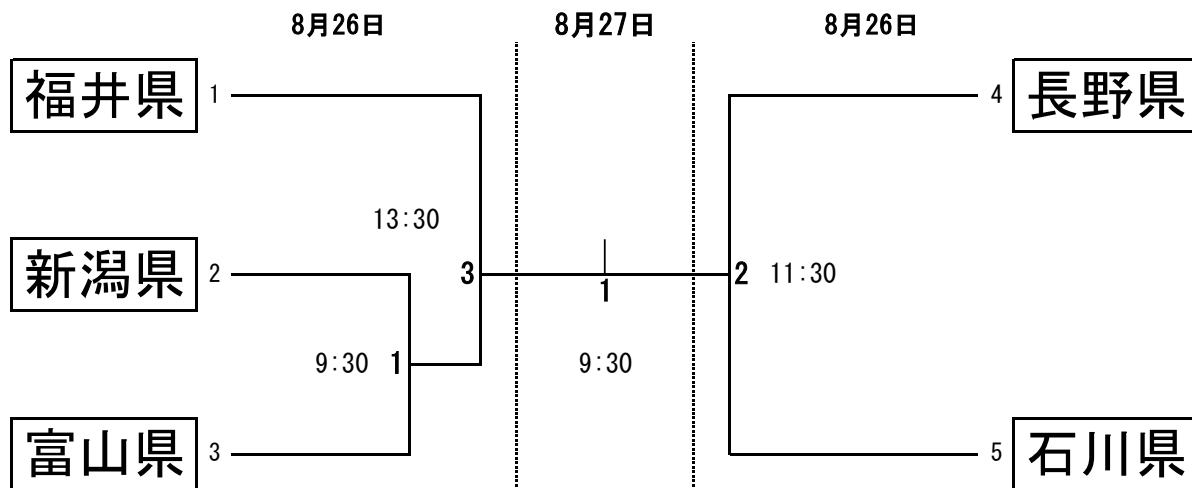 8月26日 8月27日 8月26日
福井県 1 4 長野県
13:30
新潟県 2 3 1 2 11:30
9:30 1 9:30
富山県 3 5 石川県